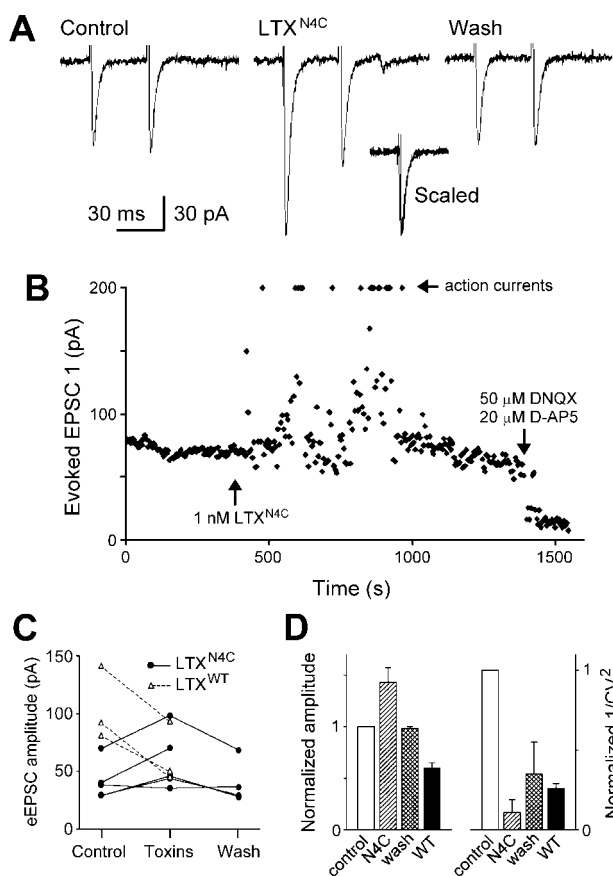 A
Control
LTX^N4C
Wash
30 ms
30 pA
Scaled
B
Evoked EPSC 1 (pA)
200
100
0
action currents
50 μM DNQX
20 μM D-AP5
1 nM LTX^N4C
0
500
1000
1500
Time (s)
C
eEPSC amplitude (pA)
150
100
50
0
LTX^N4C
LTX^WT
Control
Toxins
Wash
D
Normalized amplitude
1
0
control
N4C
wash
WT
1
0
Normalized 1/CV²
control
N4C
wash
WT